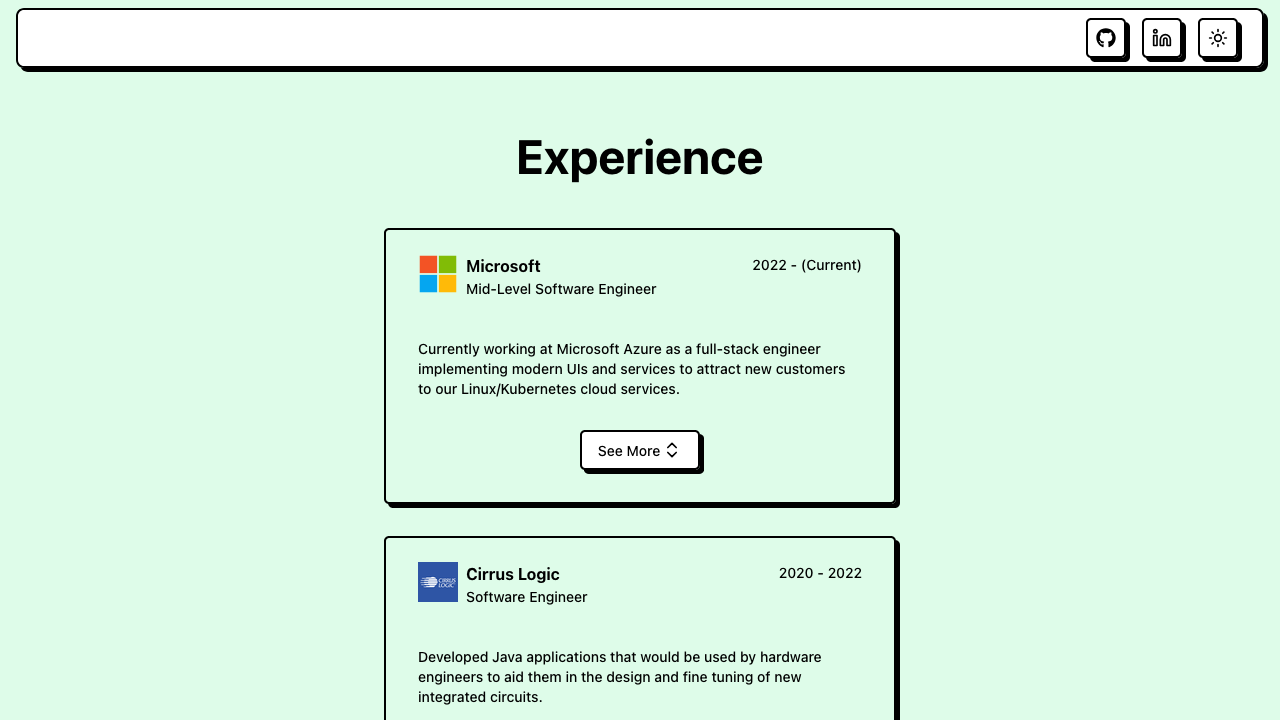 Experience
Microsoft
2022 - (Current)
Mid-Level Software Engineer
Currently working at Microsoft Azure as a full-stack engineer
implementing modern UIs and services to attract new customers
to our Linux/Kubernetes cloud services.
See More
CIRRUS
LOGIC
Cirrus Logic
2020 - 2022
Software Engineer
Developed Java applications that would be used by hardware
engineers to aid them in the design and fine tuning of new
integrated circuits.